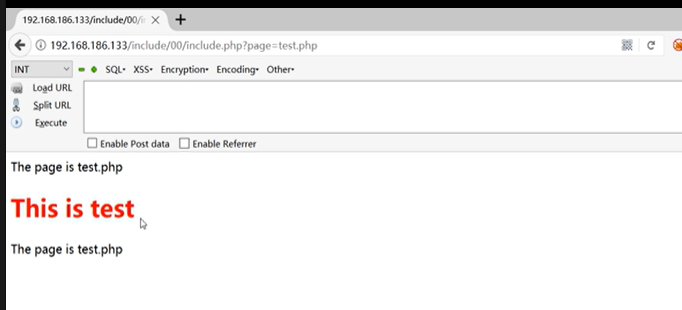 192.168.186.133/include/00/i
192.168.186.133/include/00/include.php?page=test.php
INT SQL XSS Encryption Encoding Other
Load URL
Split URL
Execute
Enable Post data Enable Referrer
The page is test.php
This is test
The page is test.php